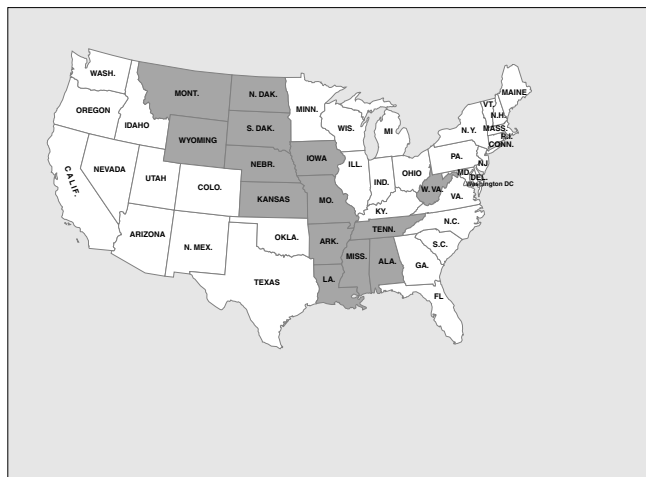 WASH.
MONT.
N. DAK.
MINN.
MAINE
VT.
N.H.
OREGON
IDAHO
S. DAK.
WIS.
MI
N.Y.
MASS.
R.I.
CONN.
WYOMING
NEBR.
IOWA
PA.
NJ
NEVADA
UTAH
COLO.
ILL.
IND.
OHIO
MD.
DEL.
Washington DC
CALIF.
KANSAS
MO.
W. VA.
VA.
KY.
ARIZONA
N. MEX.
OKLA.
ARK.
TENN.
N.C.
S.C.
TEXAS
LA.
MISS.
ALA.
GA.
FL